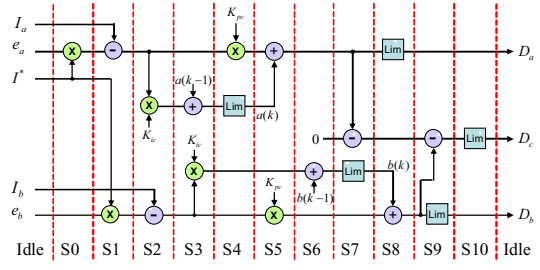 I_a
K_pc
e_a X − X + Lim D_a
I*
a(k−1)
X + Lim a(k)
K_ic
0 − − Lim D_c
K_ic
X + Lim b(k)
I_b
K_pc b(k−1)
e_b X − X + Lim D_b
Idle S0 S1 S2 S3 S4 S5 S6 S7 S8 S9 S10 Idle